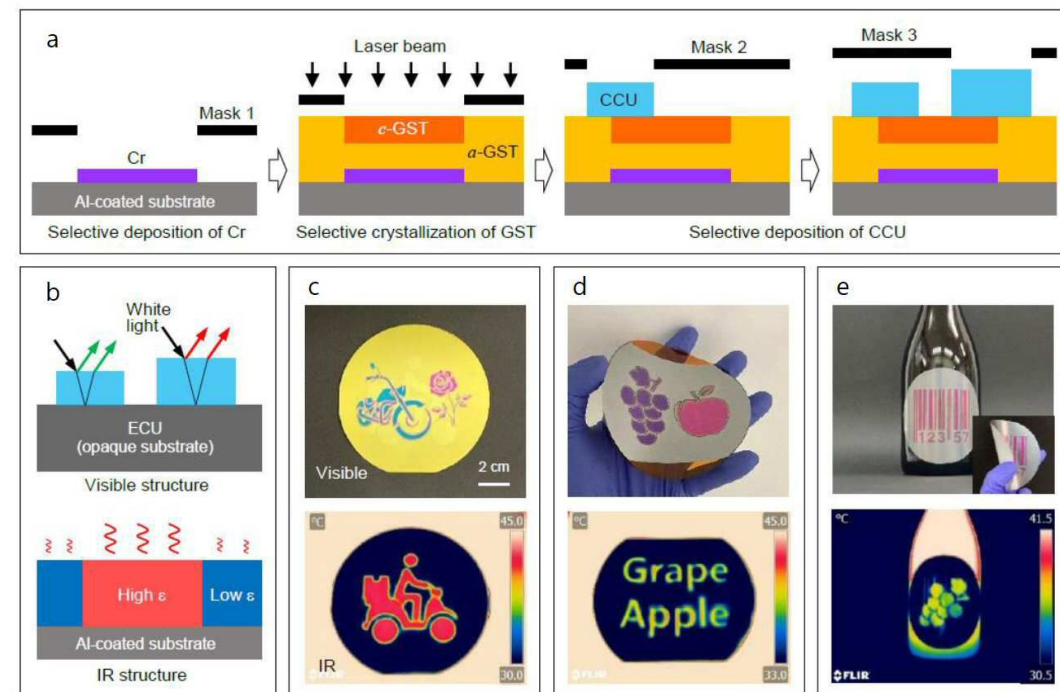 a
Laser beam
Mask 2
Mask 3
Mask 1
CCU
c-GST
a-GST
Cr
Al-coated substrate
Selective deposition of Cr
Selective crystallization of GST
Selective deposition of CCU
b
White
light
ECU
(opaque substrate)
Visible structure
High ε
Low ε
Al-coated substrate
IR structure
c
Visible
2 cm
°C
45.0
IR
30.0
d
°C
45.0
Grape
Apple
FLIR
33.0
e
123 57
°C
41.5
FLIR
30.5